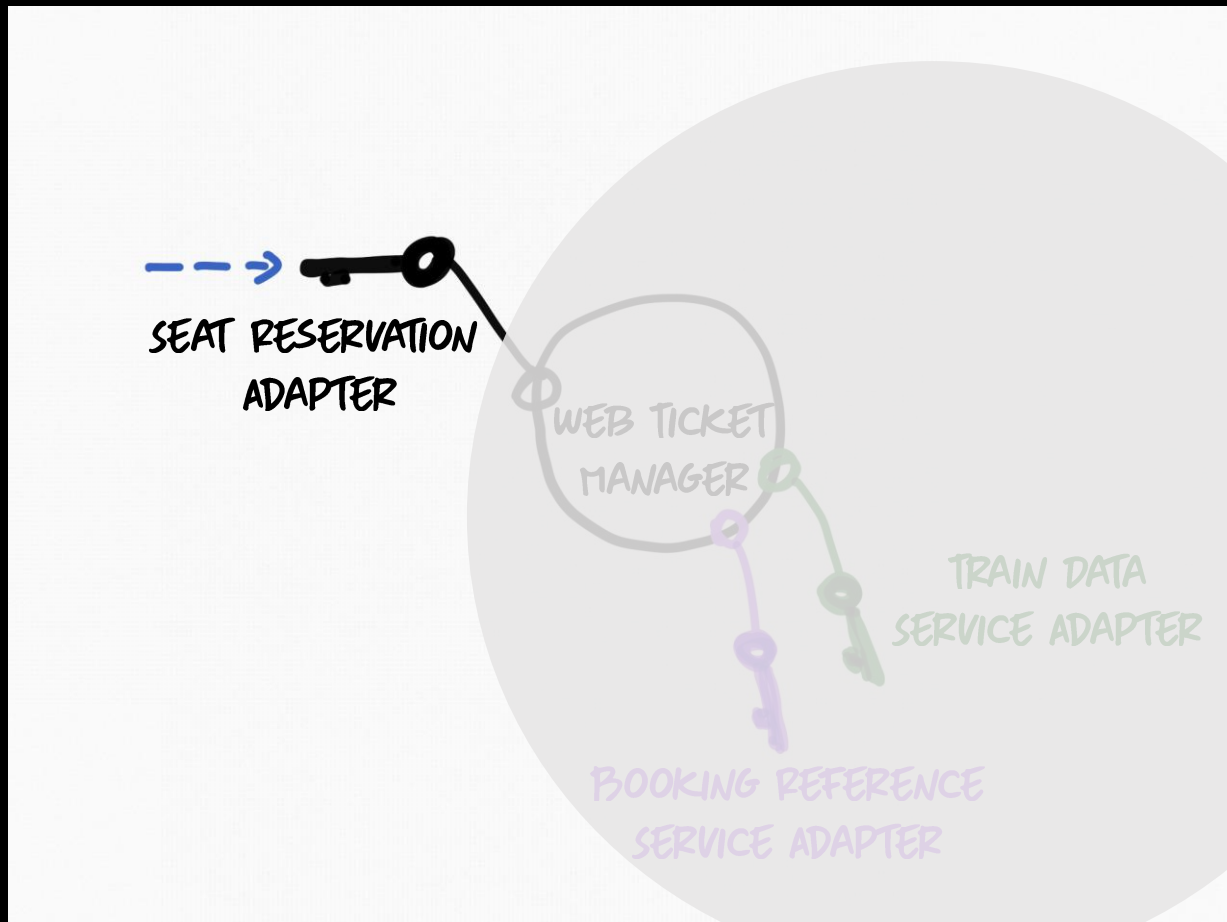 SEAT RESERVATION
ADAPTER
WEB TICKET
MANAGER
TRAIN DATA
SERVICE ADAPTER
BOOKING REFERENCE
SERVICE ADAPTER